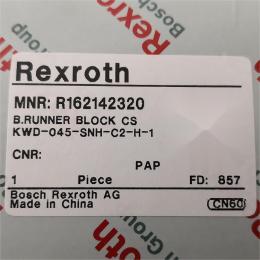 Rexroth
MNR: R162142320
B.RUNNER BLOCK CS
KWD-045-SNH-C2-H-1
CNR:
PAP
1 Piece FD: 857
Bosch Rexroth AG
Made in China
CN60